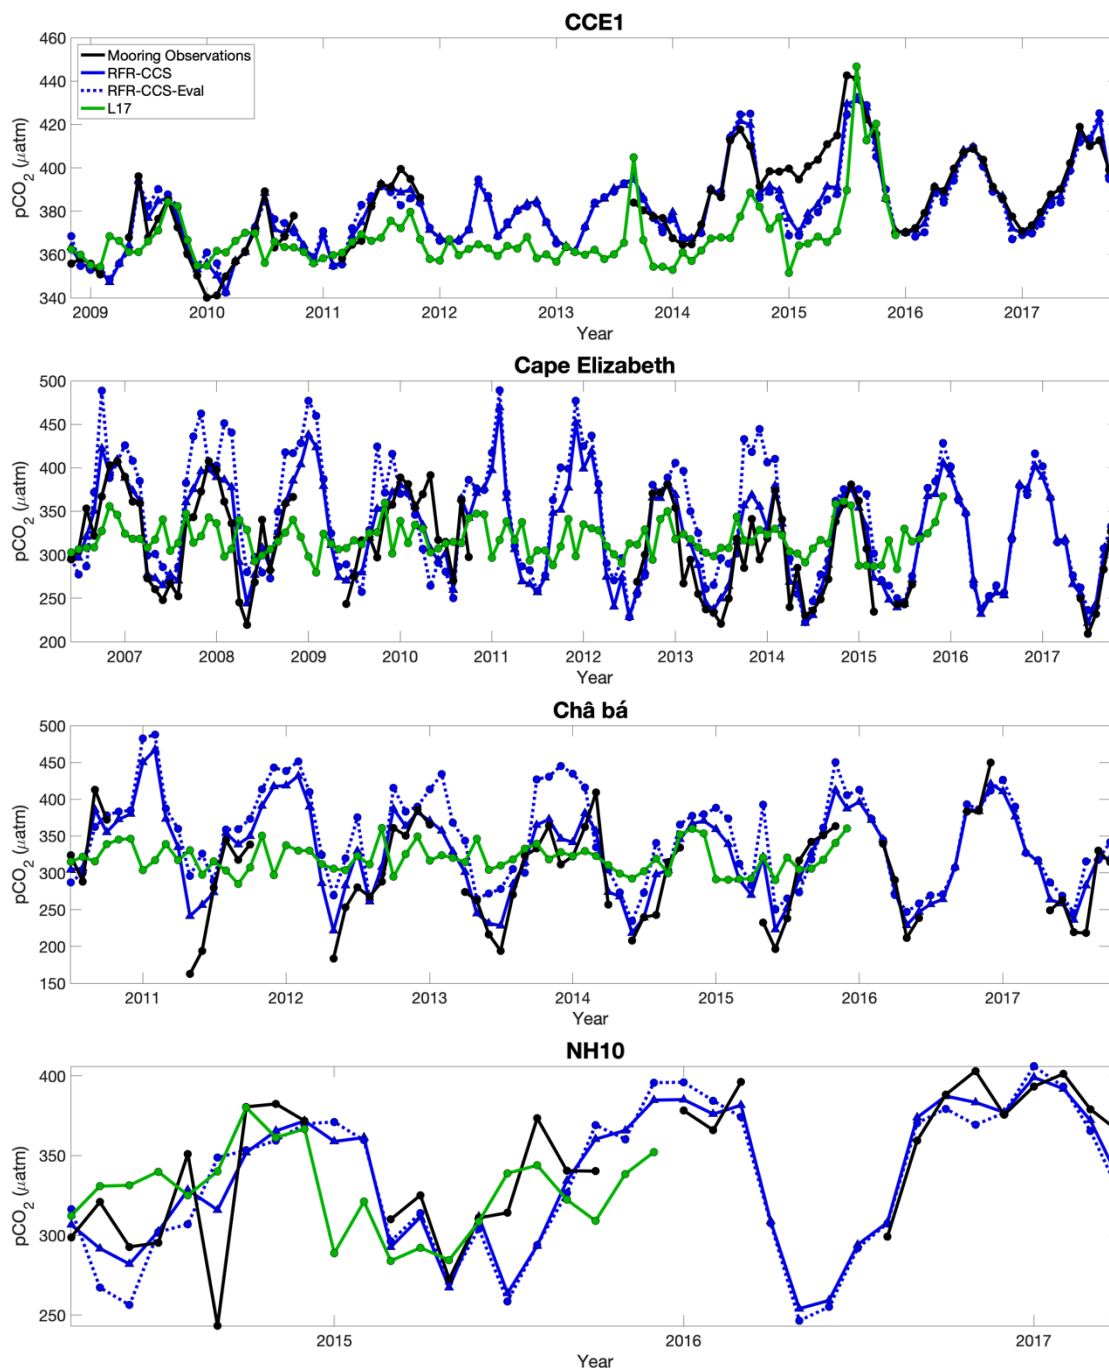 CCE1
460
440
420
400
380
360
340
pCO2 (µatm)
Mooring Observations
RFR-CCS
RFR-CCS-Eval
L17
2009 2010 2011 2012 2013 2014 2015 2016 2017
Year
Cape Elizabeth
500
450
400
350
300
250
200
pCO2 (µatm)
2007 2008 2009 2010 2011 2012 2013 2014 2015 2016 2017
Year
Châ bá
500
450
400
350
300
250
200
150
pCO2 (µatm)
2011 2012 2013 2014 2015 2016 2017
Year
NH10
400
350
300
250
pCO2 (µatm)
2015 2016 2017
Year